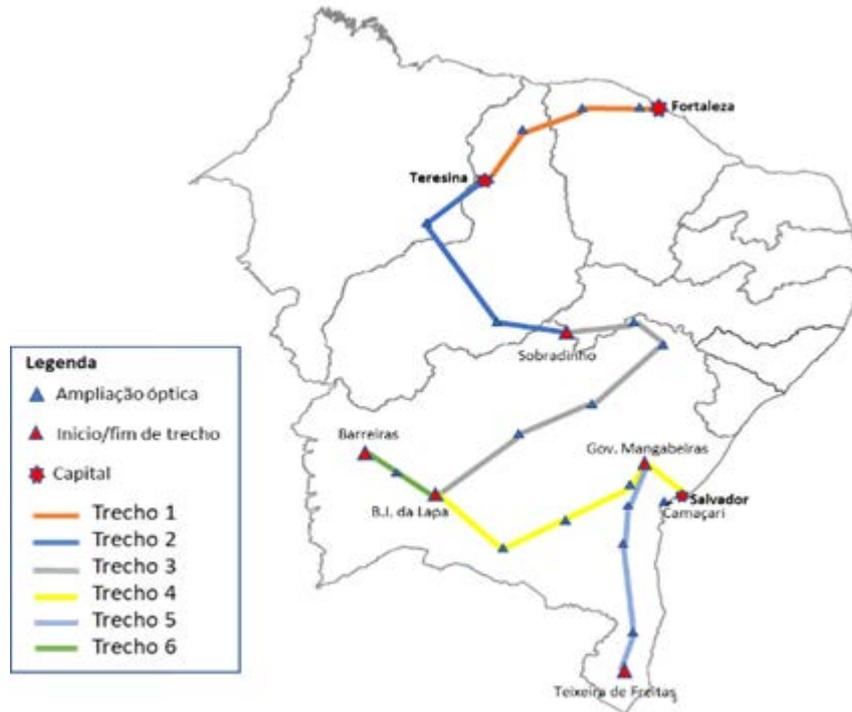 Fortaleza
Teresina
Sobradinho
Legenda
Ampliação óptica
Início/fim de trecho
Capital
Trecho 1
Trecho 2
Trecho 3
Trecho 4
Trecho 5
Trecho 6
Barreiras
B.J. da Lapa
Gov. Mangabeiras
Salvador
Camaçari
Teixeira de Freitas